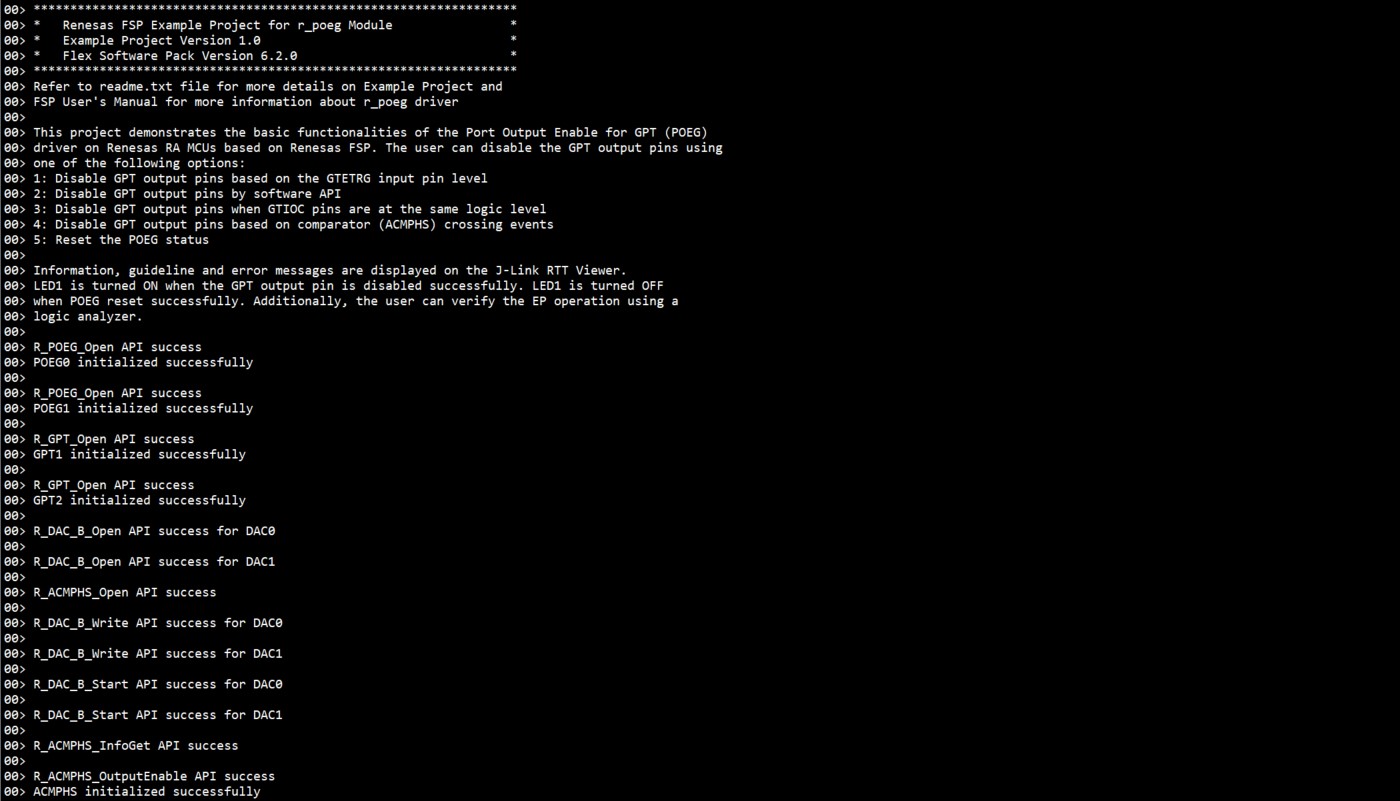 00> ******************************************************************
00> *   Renesas FSP Example Project for r_poeg Module                *
00> *   Example Project Version 1.0                                  *
00> *   Flex Software Pack Version 6.2.0                             *
00> ******************************************************************
00> Refer to readme.txt file for more details on Example Project and
00> FSP User's Manual for more information about r_poeg driver
00>
00> This project demonstrates the basic functionalities of the Port Output Enable for GPT (POEG)
00> driver on Renesas RA MCUs based on Renesas FSP. The user can disable the GPT output pins using
00> one of the following options:
00> 1: Disable GPT output pins based on the GTETRG input pin level
00> 2: Disable GPT output pins by software API
00> 3: Disable GPT output pins when GTIOC pins are at the same logic level
00> 4: Disable GPT output pins based on comparator (ACMPHS) crossing events
00> 5: Reset the POEG status
00>
00> Information, guideline and error messages are displayed on the J-Link RTT Viewer.
00> LED1 is turned ON when the GPT output pin is disabled successfully. LED1 is turned OFF
00> when POEG reset successfully. Additionally, the user can verify the EP operation using a
00> logic analyzer.
00>
00> R_POEG_Open API success
00> POEG0 initialized successfully
00>
00> R_POEG_Open API success
00> POEG1 initialized successfully
00>
00> R_GPT_Open API success
00> GPT1 initialized successfully
00>
00> R_GPT_Open API success
00> GPT2 initialized successfully
00>
00> R_DAC_B_Open API success for DAC0
00>
00> R_DAC_B_Open API success for DAC1
00>
00> R_ACMPHS_Open API success
00>
00> R_DAC_B_Write API success for DAC0
00>
00> R_DAC_B_Write API success for DAC1
00>
00> R_DAC_B_Start API success for DAC0
00>
00> R_DAC_B_Start API success for DAC1
00>
00> R_ACMPHS_InfoGet API success
00>
00> R_ACMPHS_OutputEnable API success
00> ACMPHS initialized successfully